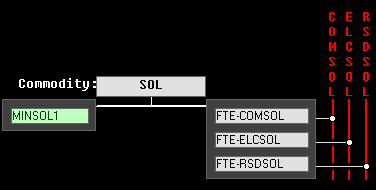 COMSOL
ELCSOL
RSDSOL
Commodity: SOL
MINSOL1
FTE-COMSOL
FTE-ELCSOL
FTE-RSDSOL